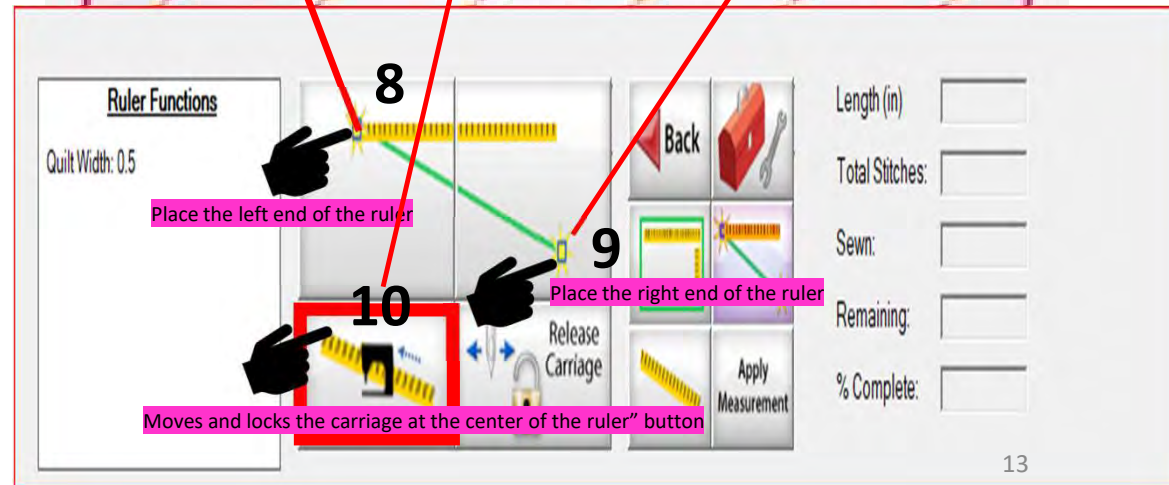 Ruler Functions
Quilt Width: 0.5
8
Place the left end of the ruler
9
Place the right end of the ruler
10
Moves and locks the carriage at the center of the ruler” button
Release
Carriage
Back
Apply
Measurement
Length (in)
Total Stitches:
Sewn:
Remaining:
% Complete:
13